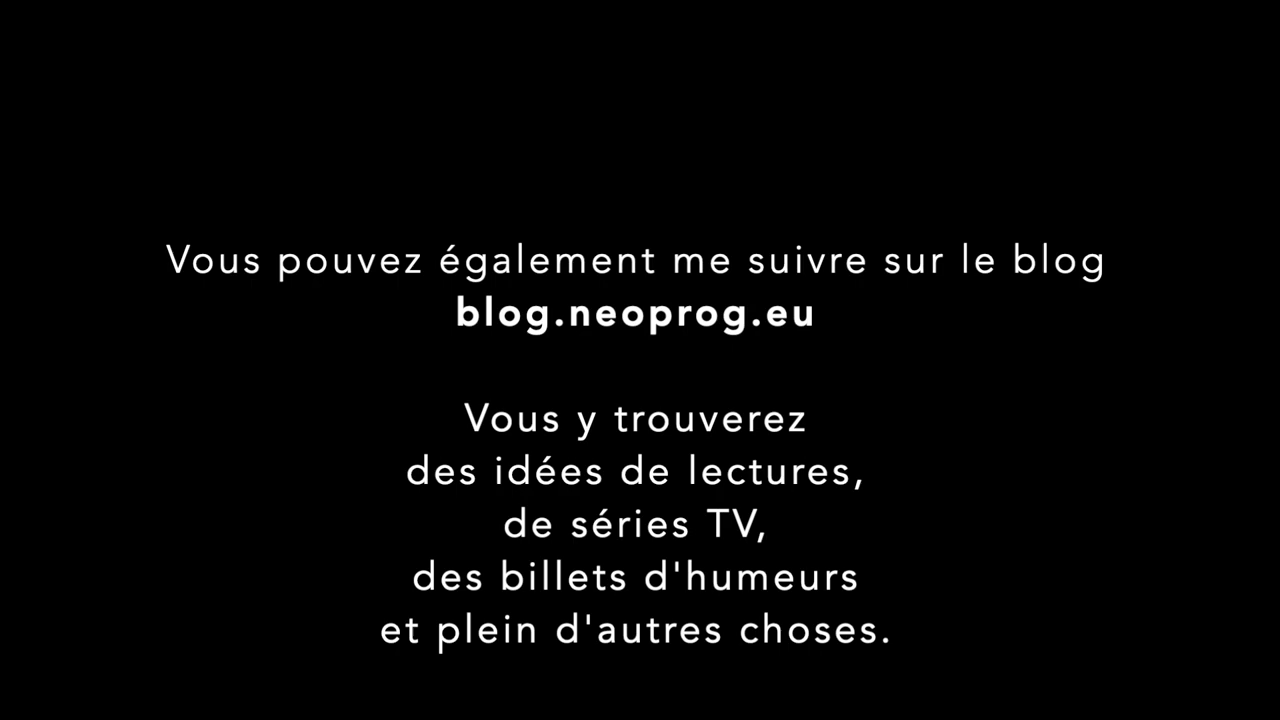 Vous pouvez également me suivre sur le blog
blog.neoprog.eu
Vous y trouverez
des idées de lectures,
de séries TV,
des billets d'humeurs
et plein d'autres choses.